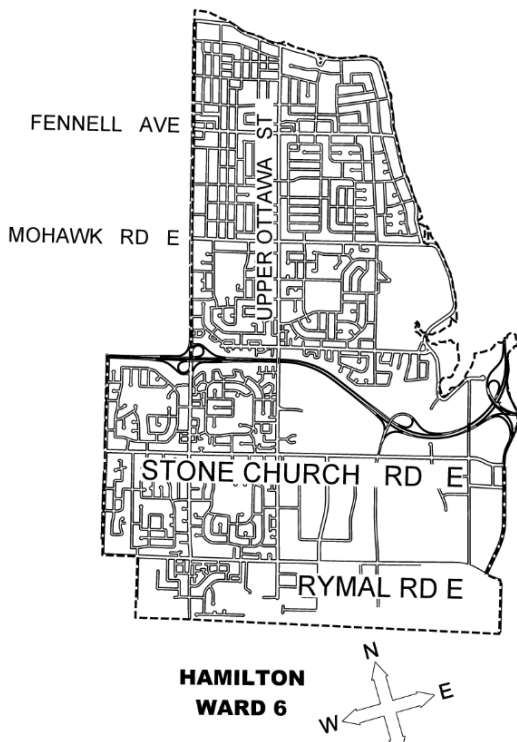 FENNELL AVE
UPPER OTTAWA ST
MOHAWK RD E
STONE CHURCH RD E
RYMAL RD E
HAMILTON
WARD 6
N
E
W